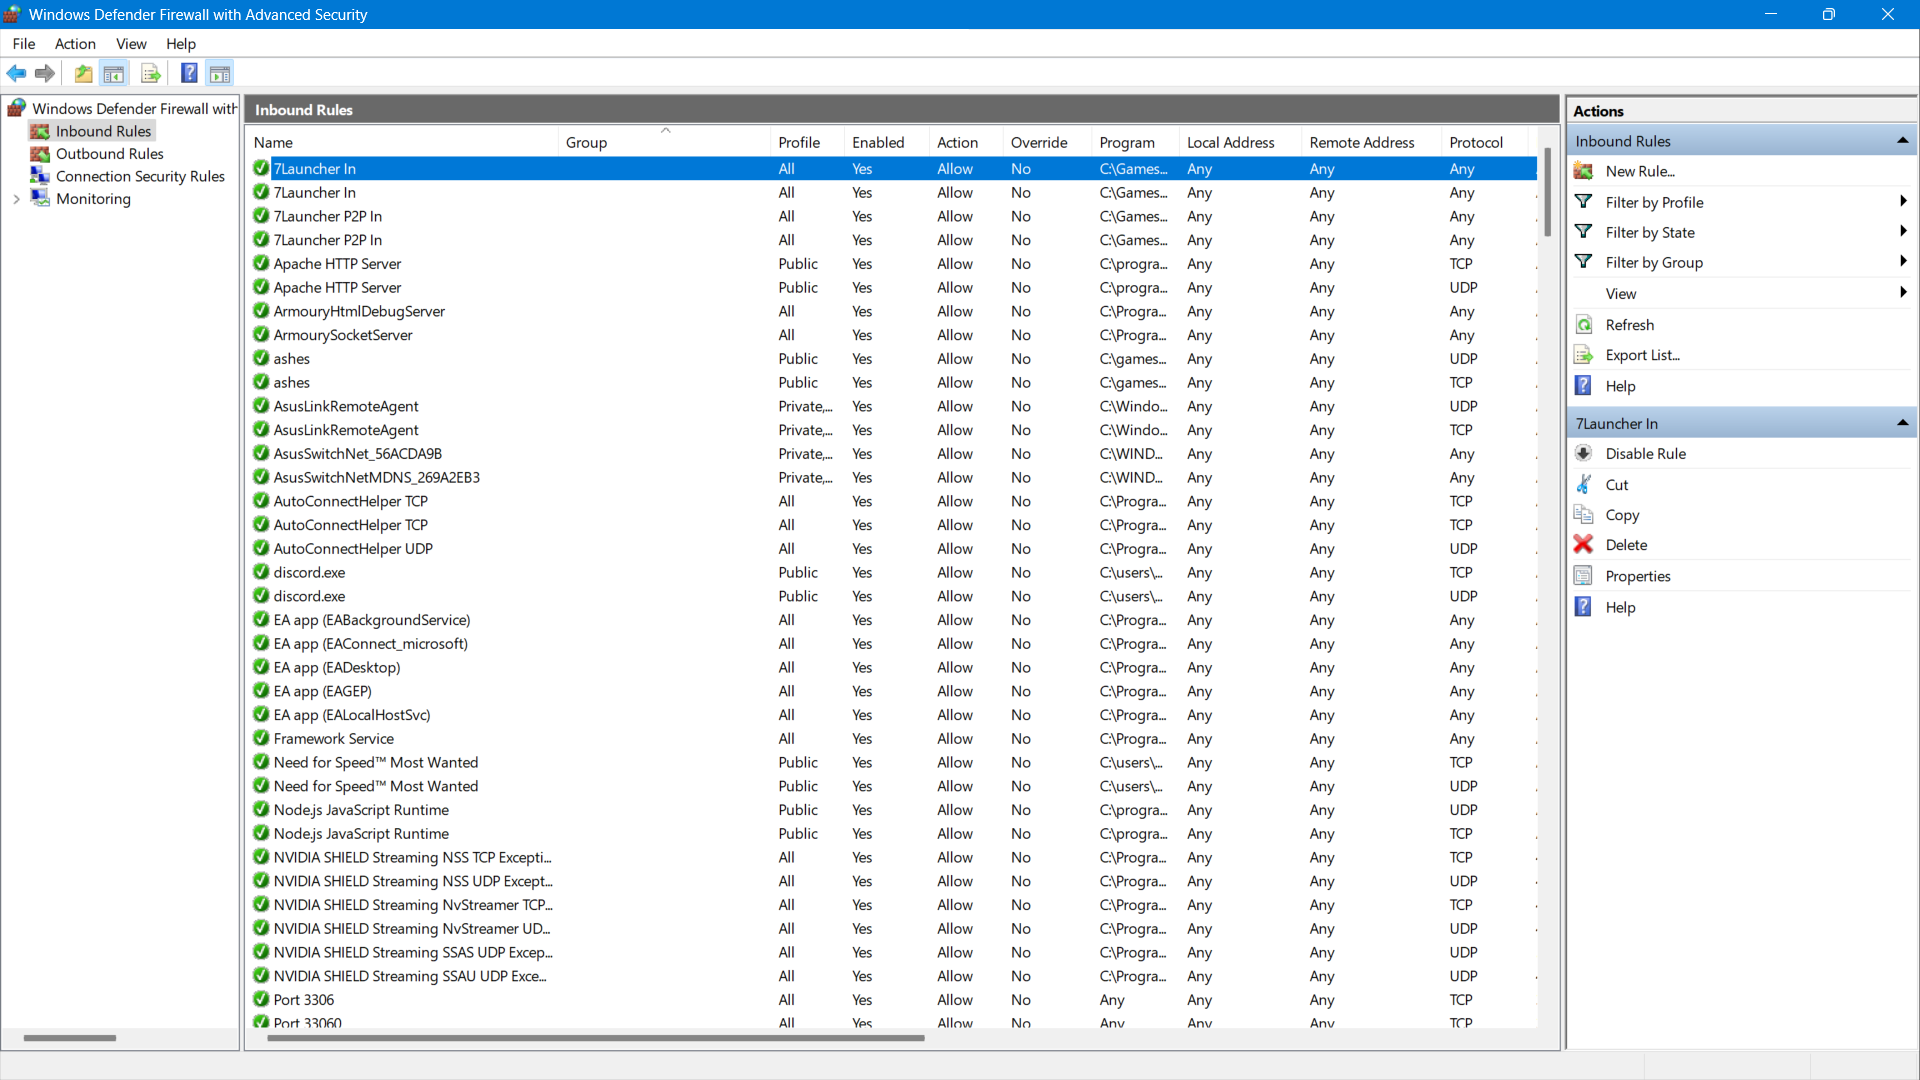 Windows Defender Firewall with Advanced Security
File Action View Help
Windows Defender Firewall with
Inbound Rules
Outbound Rules
Connection Security Rules
Monitoring
Inbound Rules
Name Group Profile Enabled Action Override Program Local Address Remote Address Protocol
7Launcher In All Yes Allow No C:\Games... Any Any Any
7Launcher In All Yes Allow No C:\Games... Any Any Any
7Launcher P2P In All Yes Allow No C:\Games... Any Any Any
7Launcher P2P In All Yes Allow No C:\Games... Any Any Any
Apache HTTP Server Public Yes Allow No C:\progra... Any Any TCP
Apache HTTP Server Public Yes Allow No C:\progra... Any Any UDP
ArmouryHtmlDebugServer All Yes Allow No C:\Progra... Any Any Any
ArmourySocketServer All Yes Allow No C:\Progra... Any Any Any
ashes Public Yes Allow No C:\games... Any Any UDP
ashes Public Yes Allow No C:\games... Any Any TCP
AsusLinkRemoteAgent Private,... Yes Allow No C:\Windo... Any Any UDP
AsusLinkRemoteAgent Private,... Yes Allow No C:\Windo... Any Any TCP
AsusSwitchNet_56ACDA9B Private,... Yes Allow No C:\WIND... Any Any Any
AsusSwitchNetMDNS_269A2EB3 Private,... Yes Allow No C:\WIND... Any Any Any
AutoConnectHelper TCP All Yes Allow No C:\Progra... Any Any TCP
AutoConnectHelper TCP All Yes Allow No C:\Progra... Any Any TCP
AutoConnectHelper UDP All Yes Allow No C:\Progra... Any Any UDP
discord.exe Public Yes Allow No C:\users\... Any Any TCP
discord.exe Public Yes Allow No C:\users\... Any Any UDP
EA app (EABackgroundService) All Yes Allow No C:\Progra... Any Any Any
EA app (EAConnect_microsoft) All Yes Allow No C:\Progra... Any Any Any
EA app (EADesktop) All Yes Allow No C:\Progra... Any Any Any
EA app (EAGEP) All Yes Allow No C:\Progra... Any Any Any
EA app (EALocalHostSvc) All Yes Allow No C:\Progra... Any Any Any
Framework Service All Yes Allow No C:\Progra... Any Any Any
Need for Speed™ Most Wanted Public Yes Allow No C:\users\... Any Any TCP
Need for Speed™ Most Wanted Public Yes Allow No C:\users\... Any Any UDP
Node.js JavaScript Runtime Public Yes Allow No C:\progra... Any Any UDP
Node.js JavaScript Runtime Public Yes Allow No C:\progra... Any Any TCP
NVIDIA SHIELD Streaming NSS TCP Excepti... All Yes Allow No C:\Progra... Any Any TCP
NVIDIA SHIELD Streaming NSS UDP Except... All Yes Allow No C:\Progra... Any Any UDP
NVIDIA SHIELD Streaming NvStreamer TCP... All Yes Allow No C:\Progra... Any Any TCP
NVIDIA SHIELD Streaming NvStreamer UD... All Yes Allow No C:\Progra... Any Any UDP
NVIDIA SHIELD Streaming SSAS UDP Excep... All Yes Allow No C:\Progra... Any Any UDP
NVIDIA SHIELD Streaming SSAU UDP Exce... All Yes Allow No C:\Progra... Any Any UDP
Port 3306 All Yes Allow No Any Any Any TCP
Port 33060 All Yes Allow No Any Any Any TCP
Actions
Inbound Rules
New Rule...
Filter by Profile
Filter by State
Filter by Group
View
Refresh
Export List...
Help
7Launcher In
Disable Rule
Cut
Copy
Delete
Properties
Help